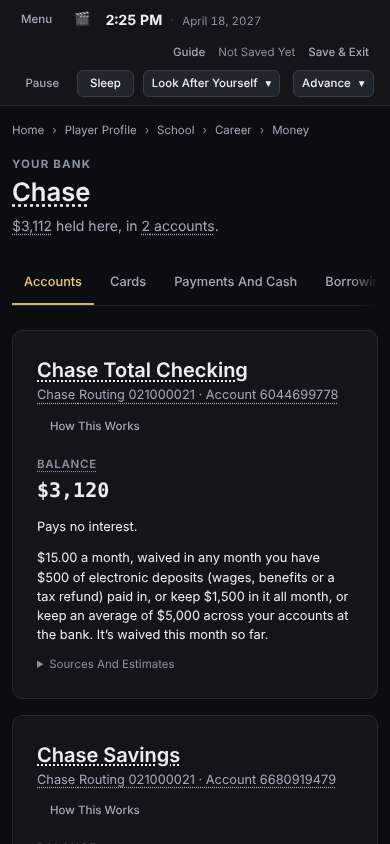 Menu 🎬 2:25 PM · April 18, 2027
Guide Not Saved Yet Save & Exit
Pause Sleep Look After Yourself ▾ Advance ▾
Home › Player Profile › School › Career › Money
YOUR BANK
Chase
$3,112 held here, in 2 accounts.
Accounts Cards Payments And Cash Borrowin
Chase Total Checking
Chase Routing 021000021 · Account 6044699778
How This Works
BALANCE
$3,120
Pays no interest.
$15.00 a month, waived in any month you have
$500 of electronic deposits (wages, benefits or a
tax refund) paid in, or keep $1,500 in it all month, or
keep an average of $5,000 across your accounts at
the bank. It’s waived this month so far.
▶ Sources And Estimates
Chase Savings
Chase Routing 021000021 · Account 6680919479
How This Works